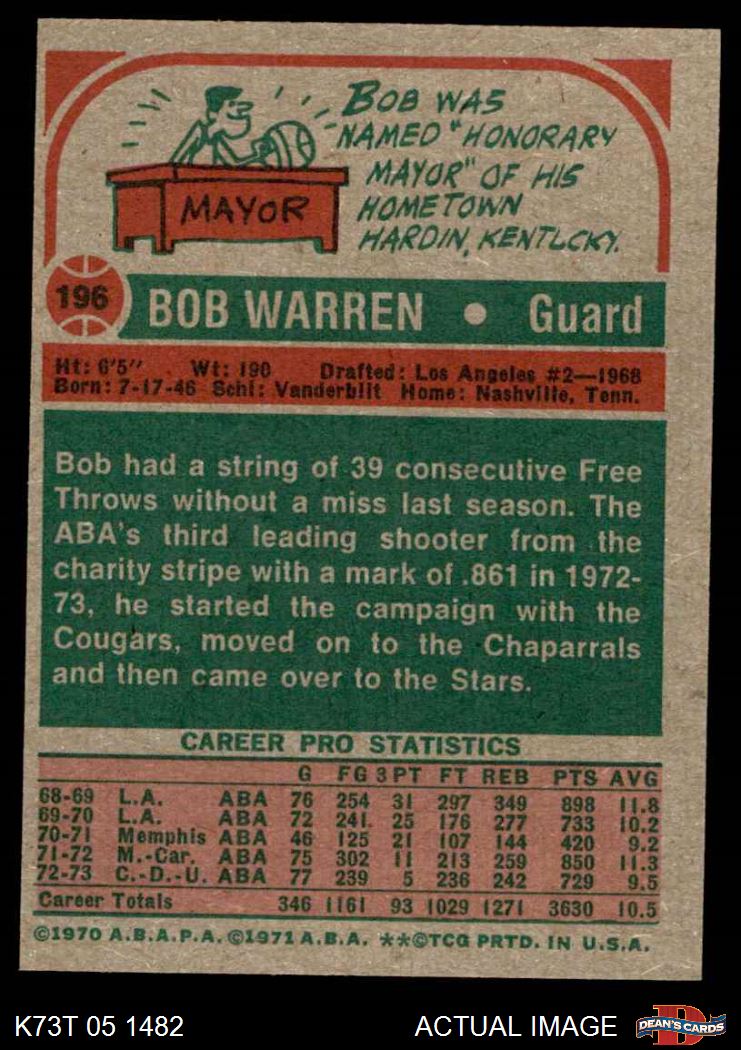 BOB WAS
NAMED "HONORARY
MAYOR" OF HIS
HOMETOWN
HARDIN, KENTLCKY.
MAYOR
196
BOB WARREN • Guard
Ht: 6'5" Wt: 190 Drafted: Los Angeles #2—1968
Born: 7-17-46 Schl: Vanderbilt Home: Nashville, Tenn.
Bob had a string of 39 consecutive Free
Throws without a miss last season. The
ABA's third leading shooter from the
charity stripe with a mark of .861 in 1972-
73, he started the campaign with the
Cougars, moved on to the Chaparrals
and then came over to the Stars.
CAREER PRO STATISTICS
G FG 3PT FT REB PTS AVG
68-69 L.A. ABA 76 254 31 297 349 898 11.8
69-70 L.A. ABA 72 241. 25 176 277 733 10.2
70-71 Memphis ABA 46 125 21 107 144 420 9.2
71-72 M.-Car. ABA 75 302 11 213 259 850 11.3
72-73 C.-D.-U. ABA 77 239 5 236 242 729 9.5
Career Totals 346 1161 93 1029 1271 3630 10.5
©1970 A.B.A.P.A. ©1971 A.B.A. **©TCG PRTD. IN U.S.A.
K73T 05 1482 ACTUAL IMAGE D DEAN'S CARDS